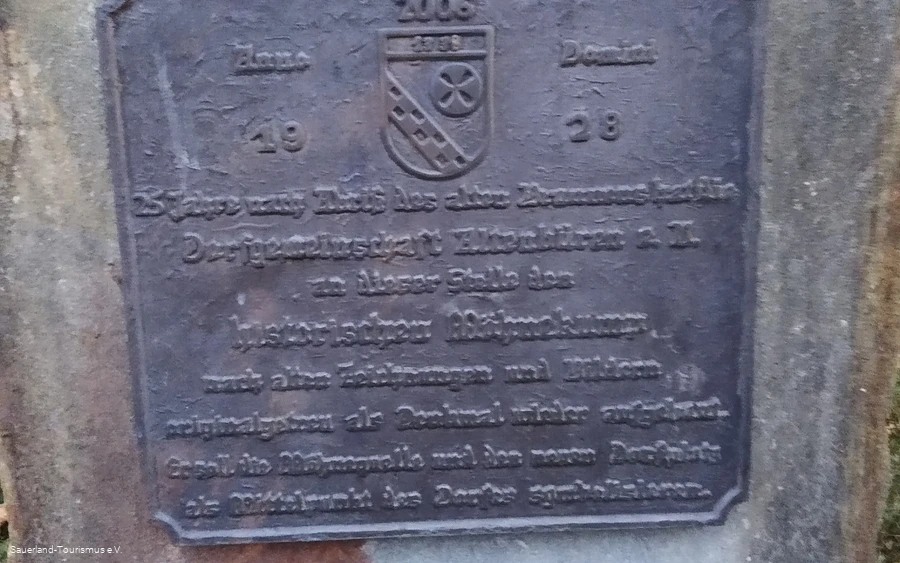 2006
Anno Domini
19 28
25 Jahre nach Abriß des alten Brunnens hat die
Dorfgemeinschaft Altenbüren e.V.
an dieser Stelle den
historischen Möhnekump
nach alten Zeichnungen und Bildern
originalgetreu als Denkmal wieder aufgebaut.
Er soll die Möhnequelle und den neuen Dorfplatz
als Mittelpunkt des Dorfes symbolisieren.
Sauerland-Tourismus e.V.